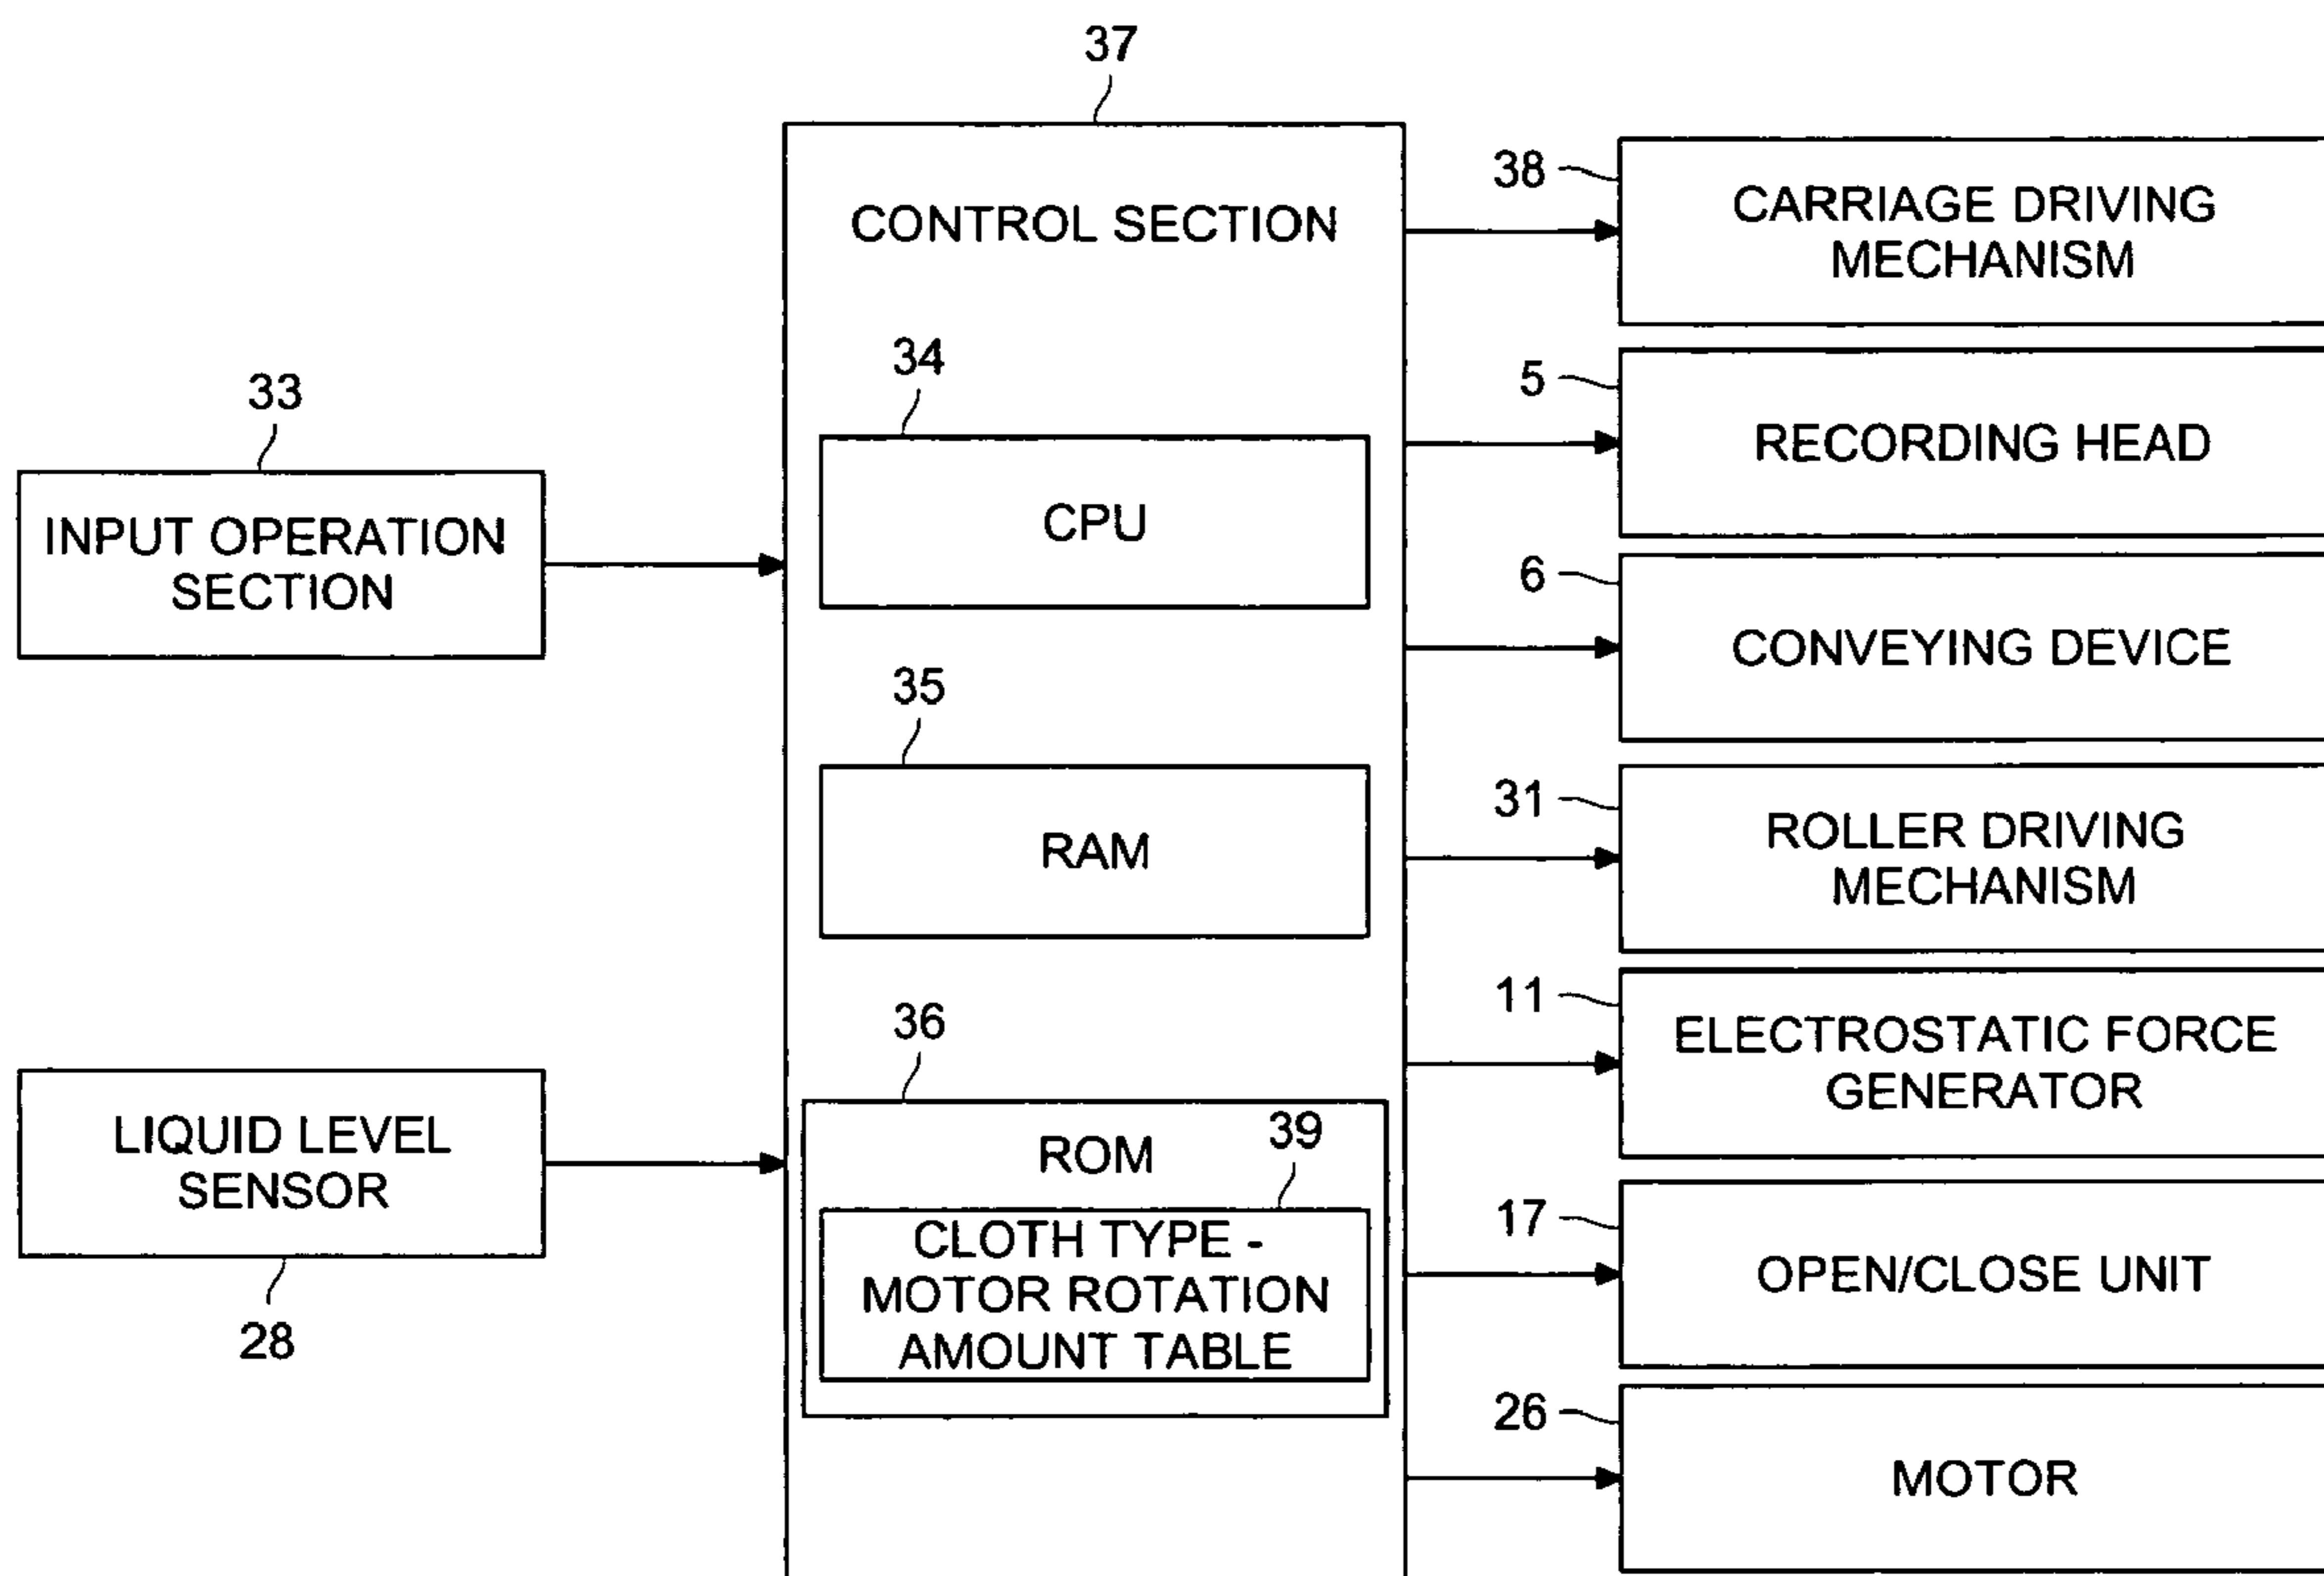 37
CONTROL SECTION
34
CPU
35
RAM
36
ROM
39
CLOTH TYPE -
MOTOR ROTATION
AMOUNT TABLE
33
INPUT OPERATION
SECTION
LIQUID LEVEL
SENSOR
28
38
CARRIAGE DRIVING
MECHANISM
5
RECORDING HEAD
6
CONVEYING DEVICE
31
ROLLER DRIVING
MECHANISM
11
ELECTROSTATIC FORCE
GENERATOR
17
OPEN/CLOSE UNIT
26
MOTOR